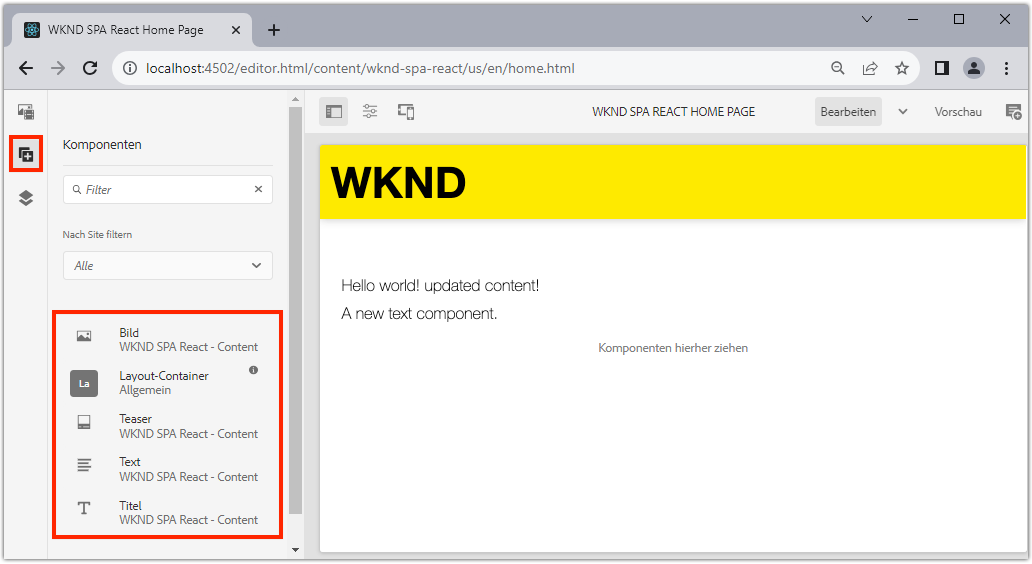 WKND SPA React Home Page
localhost:4502/editor.html/content/wknd-spa-react/us/en/home.html
WKND SPA REACT HOME PAGE
Bearbeiten
Vorschau
Komponenten
Filter
Nach Site filtern
Alle
Bild
WKND SPA React - Content
La
Layout-Container
Allgemein
Teaser
WKND SPA React - Content
Text
WKND SPA React - Content
Titel
WKND SPA React - Content
WKND
Hello world! updated content!
A new text component.
Komponenten hierher ziehen